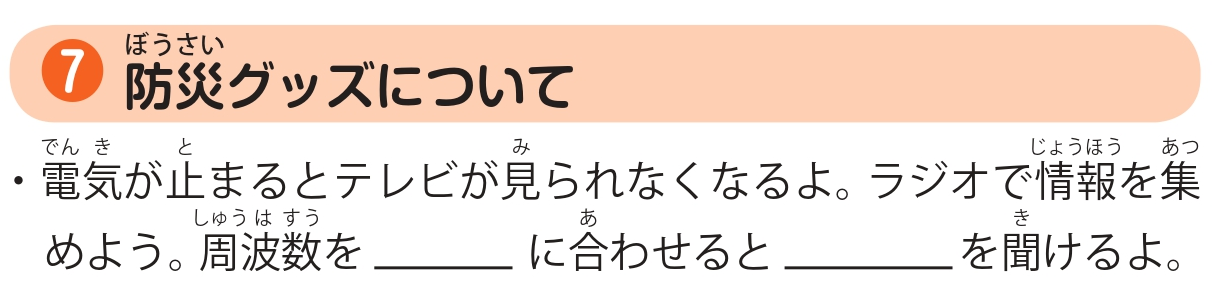 ぼうさい
7 防災グッズについて
でん き と み じょうほう あつ
・電気が止まるとテレビが見られなくなるよ。ラジオで情報を集
しゅう は すう あ き
めよう。周波数を ＿＿＿ に合わせると ＿＿＿ を聞けるよ。